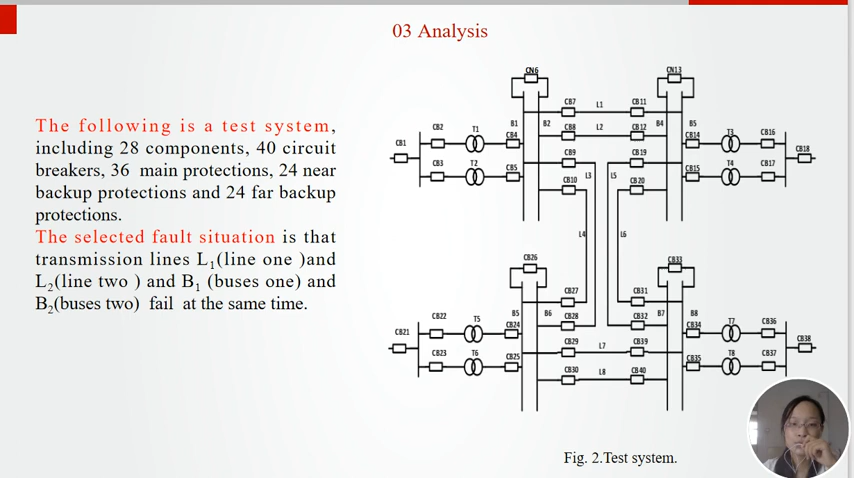 03 Analysis
The following is a test system,
including 28 components, 40 circuit
breakers, 36 main protections, 24 near
backup protections and 24 far backup
protections.
The selected fault situation is that
transmission lines L1(line one )and
L2(line two ) and B1 (buses one) and
B2(buses two) fail at the same time.
CN6
CN13
CB7
L1
CB11
CB2
T1
B1
B2
CB8
L2
CB12
B4
B5
T3
CB16
CB1
CB4
CB14
CB18
CB3
T2
CB5
CB9
CB19
CB15
T4
CB17
CB10
L3
L5
CB20
L4
L6
CB26
CB33
CB27
CB31
CB22
T5
B5
B6
CB28
CB32
B7
B8
T7
CB36
CB21
CB24
CB34
CB38
CB23
T6
CB25
CB29
L7
CB39
CB35
T8
CB37
CB30
L8
CB40
Fig. 2.Test system.